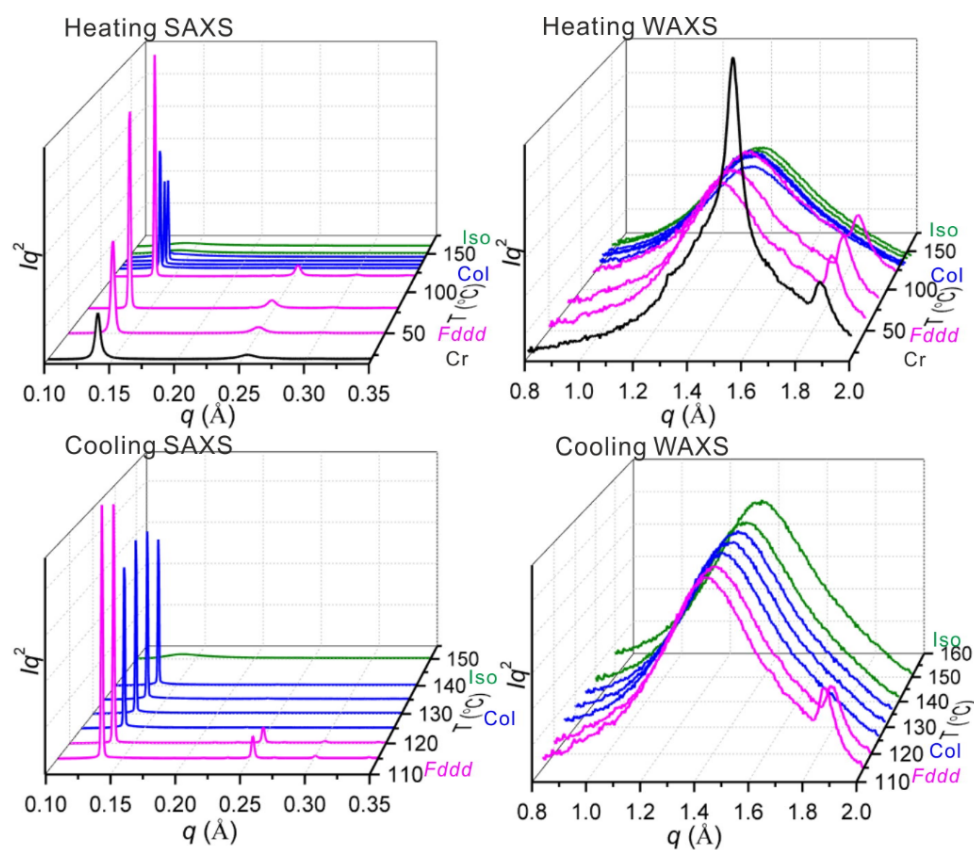 Heating SAXS
Iq²
Iso
150
Col
100
T (°C)
50
Fddd
Cr
0.10 0.15 0.20 0.25 0.30 0.35
q (Å)
Heating WAXS
Iq²
Iso
150
Col
100
T (°C)
50
Fddd
Cr
0.8 1.0 1.2 1.4 1.6 1.8 2.0
q (Å)
Cooling SAXS
Iq²
150
Iso
140
T (°C)
130
Col
120
110
Fddd
0.10 0.15 0.20 0.25 0.30 0.35
q (Å)
Cooling WAXS
Iq²
Iso
160
150
140
T (°C)
130
120
Col
110
Fddd
0.8 1.0 1.2 1.4 1.6 1.8 2.0
q (Å)